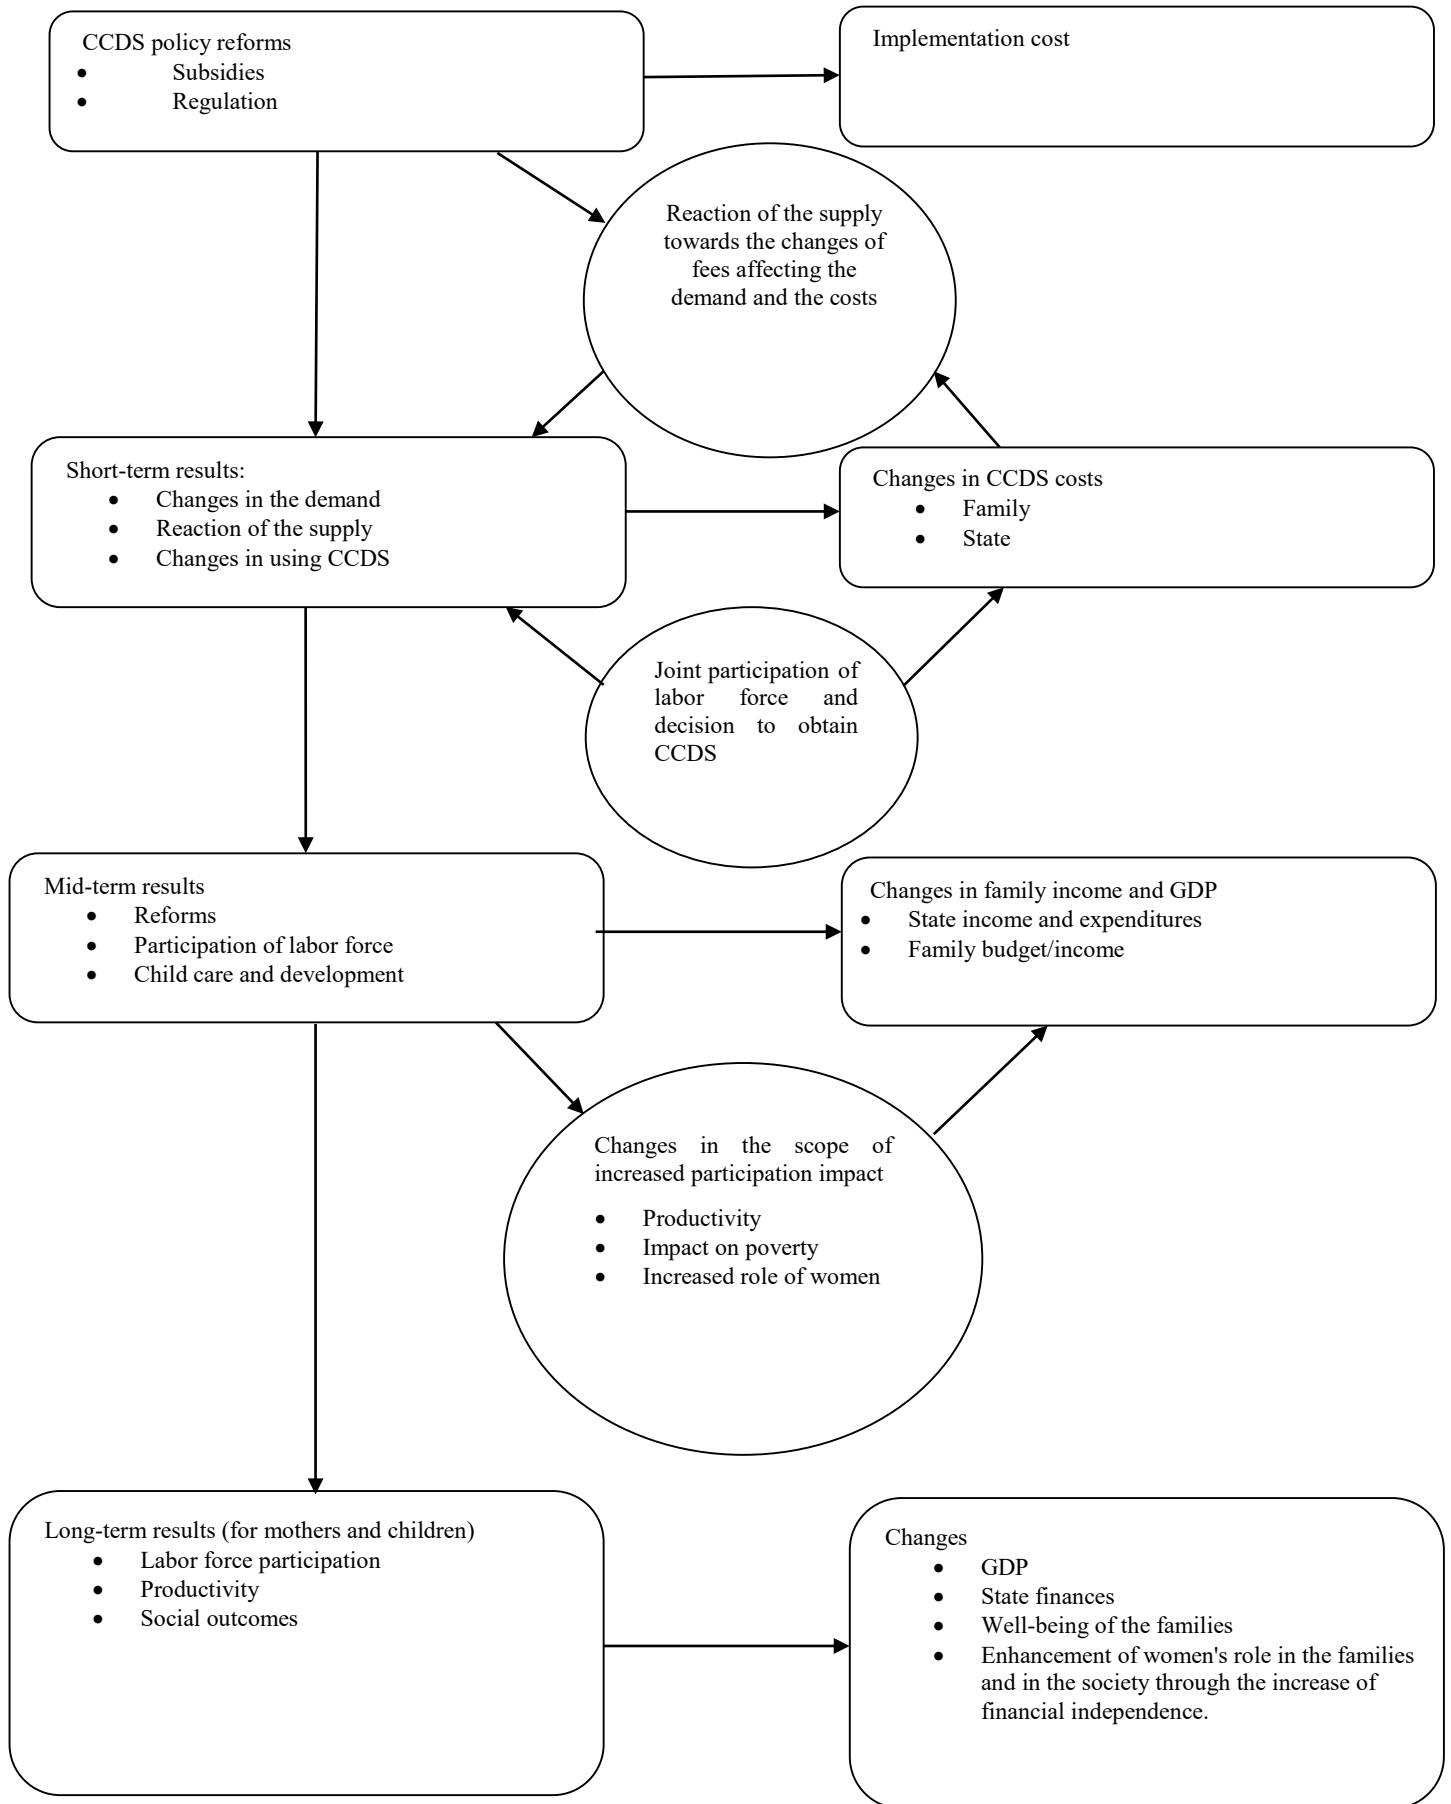 CCDS policy reforms
• Subsidies
• Regulation
Implementation cost
Reaction of the supply
towards the changes of
fees affecting the
demand and the costs
Short-term results:
• Changes in the demand
• Reaction of the supply
• Changes in using CCDS
Changes in CCDS costs
• Family
• State
Joint participation of
labor force and
decision to obtain
CCDS
Mid-term results
• Reforms
• Participation of labor force
• Child care and development
Changes in family income and GDP
• State income and expenditures
• Family budget/income
Changes in the scope of
increased participation impact
• Productivity
• Impact on poverty
• Increased role of women
Long-term results (for mothers and children)
• Labor force participation
• Productivity
• Social outcomes
Changes
• GDP
• State finances
• Well-being of the families
• Enhancement of women's role in the families
and in the society through the increase of
financial independence.